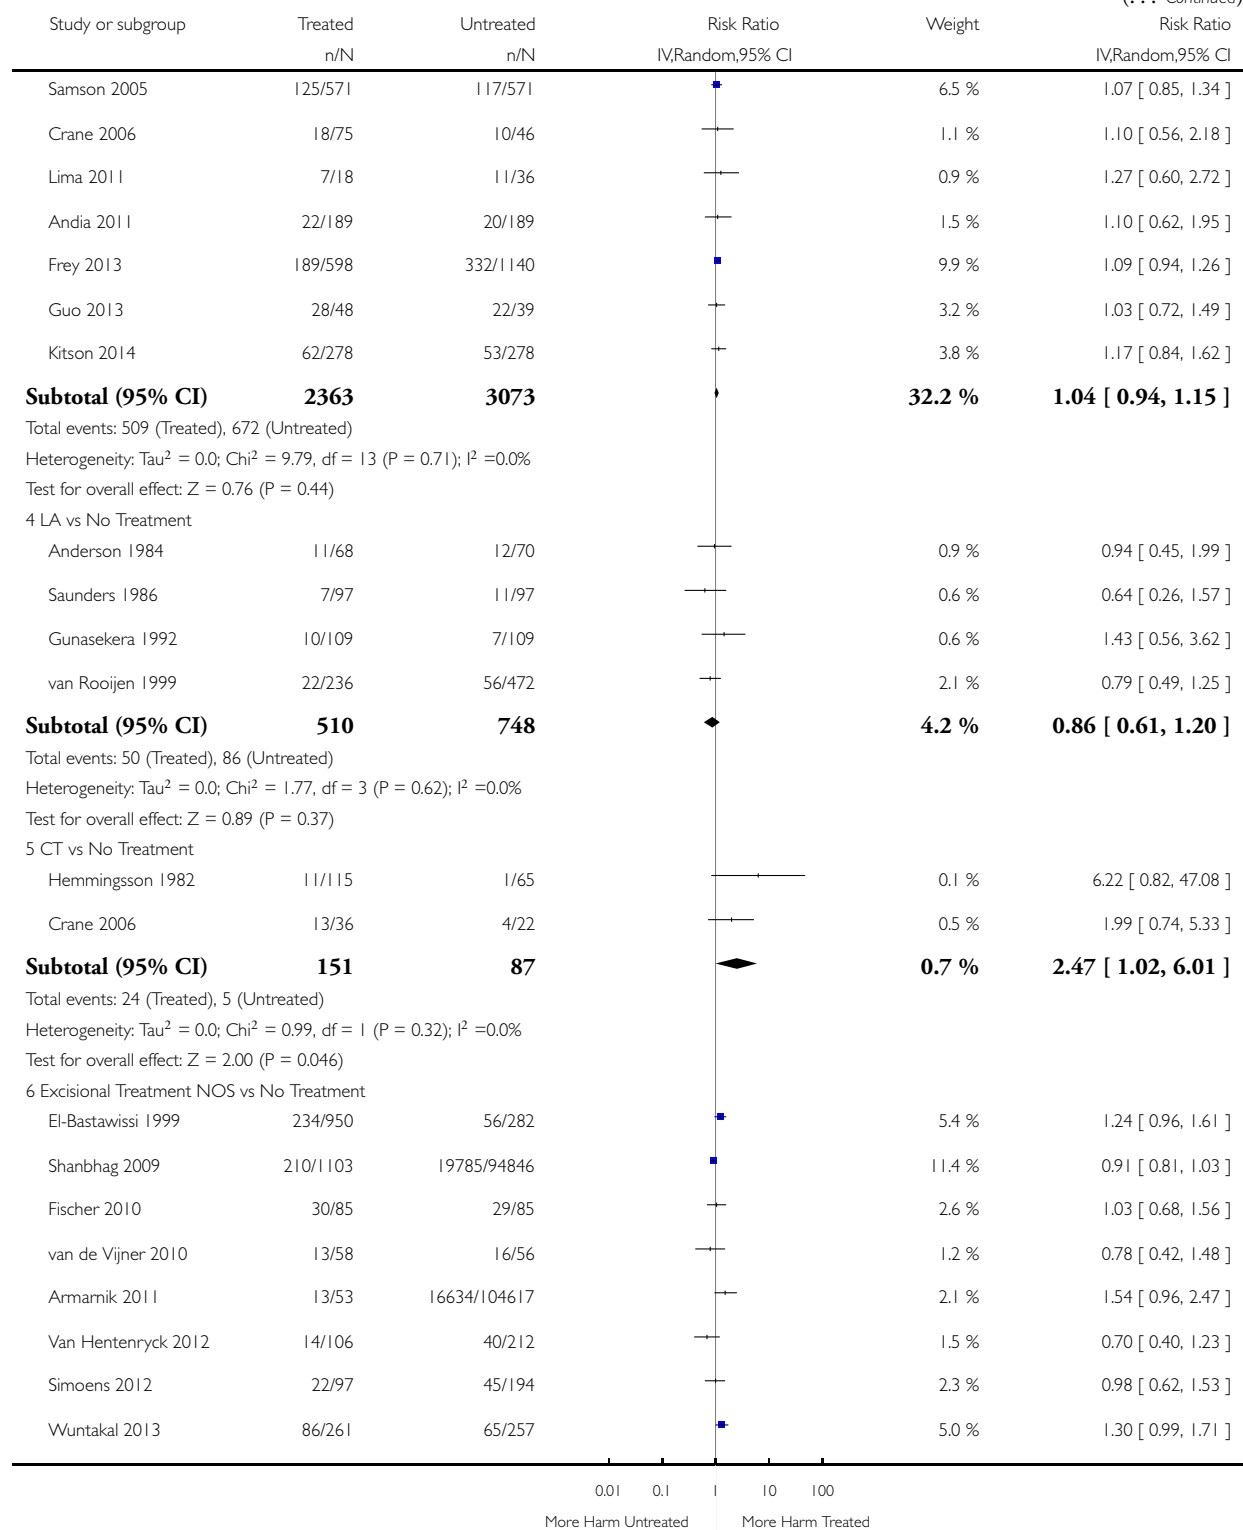 (. . . Continued)
Study or subgroup Treated Untreated Risk Ratio Weight Risk Ratio
n/N n/N IV,Random,95% CI IV,Random,95% CI
Samson 2005 125/571 117/571 6.5 % 1.07 [ 0.85, 1.34 ]
Crane 2006 18/75 10/46 1.1 % 1.10 [ 0.56, 2.18 ]
Lima 2011 7/18 11/36 0.9 % 1.27 [ 0.60, 2.72 ]
Andia 2011 22/189 20/189 1.5 % 1.10 [ 0.62, 1.95 ]
Frey 2013 189/598 332/1140 9.9 % 1.09 [ 0.94, 1.26 ]
Guo 2013 28/48 22/39 3.2 % 1.03 [ 0.72, 1.49 ]
Kitson 2014 62/278 53/278 3.8 % 1.17 [ 0.84, 1.62 ]
Subtotal (95% CI) 2363 3073 32.2 % 1.04 [ 0.94, 1.15 ]
Total events: 509 (Treated), 672 (Untreated)
Heterogeneity: Tau² = 0.0; Chi² = 9.79, df = 13 (P = 0.71); I² =0.0%
Test for overall effect: Z = 0.76 (P = 0.44)
4 LA vs No Treatment
Anderson 1984 11/68 12/70 0.9 % 0.94 [ 0.45, 1.99 ]
Saunders 1986 7/97 11/97 0.6 % 0.64 [ 0.26, 1.57 ]
Gunasekera 1992 10/109 7/109 0.6 % 1.43 [ 0.56, 3.62 ]
van Rooijen 1999 22/236 56/472 2.1 % 0.79 [ 0.49, 1.25 ]
Subtotal (95% CI) 510 748 4.2 % 0.86 [ 0.61, 1.20 ]
Total events: 50 (Treated), 86 (Untreated)
Heterogeneity: Tau² = 0.0; Chi² = 1.77, df = 3 (P = 0.62); I² =0.0%
Test for overall effect: Z = 0.89 (P = 0.37)
5 CT vs No Treatment
Hemmingsson 1982 11/115 1/65 0.1 % 6.22 [ 0.82, 47.08 ]
Crane 2006 13/36 4/22 0.5 % 1.99 [ 0.74, 5.33 ]
Subtotal (95% CI) 151 87 0.7 % 2.47 [ 1.02, 6.01 ]
Total events: 24 (Treated), 5 (Untreated)
Heterogeneity: Tau² = 0.0; Chi² = 0.99, df = 1 (P = 0.32); I² =0.0%
Test for overall effect: Z = 2.00 (P = 0.046)
6 Excisional Treatment NOS vs No Treatment
El-Bastawissi 1999 234/950 56/282 5.4 % 1.24 [ 0.96, 1.61 ]
Shanbhag 2009 210/1103 19785/94846 11.4 % 0.91 [ 0.81, 1.03 ]
Fischer 2010 30/85 29/85 2.6 % 1.03 [ 0.68, 1.56 ]
van de Vijner 2010 13/58 16/56 1.2 % 0.78 [ 0.42, 1.48 ]
Armarnik 2011 13/53 16634/104617 2.1 % 1.54 [ 0.96, 2.47 ]
Van Hentenryck 2012 14/106 40/212 1.5 % 0.70 [ 0.40, 1.23 ]
Simoens 2012 22/97 45/194 2.3 % 0.98 [ 0.62, 1.53 ]
Wuntakal 2013 86/261 65/257 5.0 % 1.30 [ 0.99, 1.71 ]
0.01 0.1 1 10 100
More Harm Untreated More Harm Treated